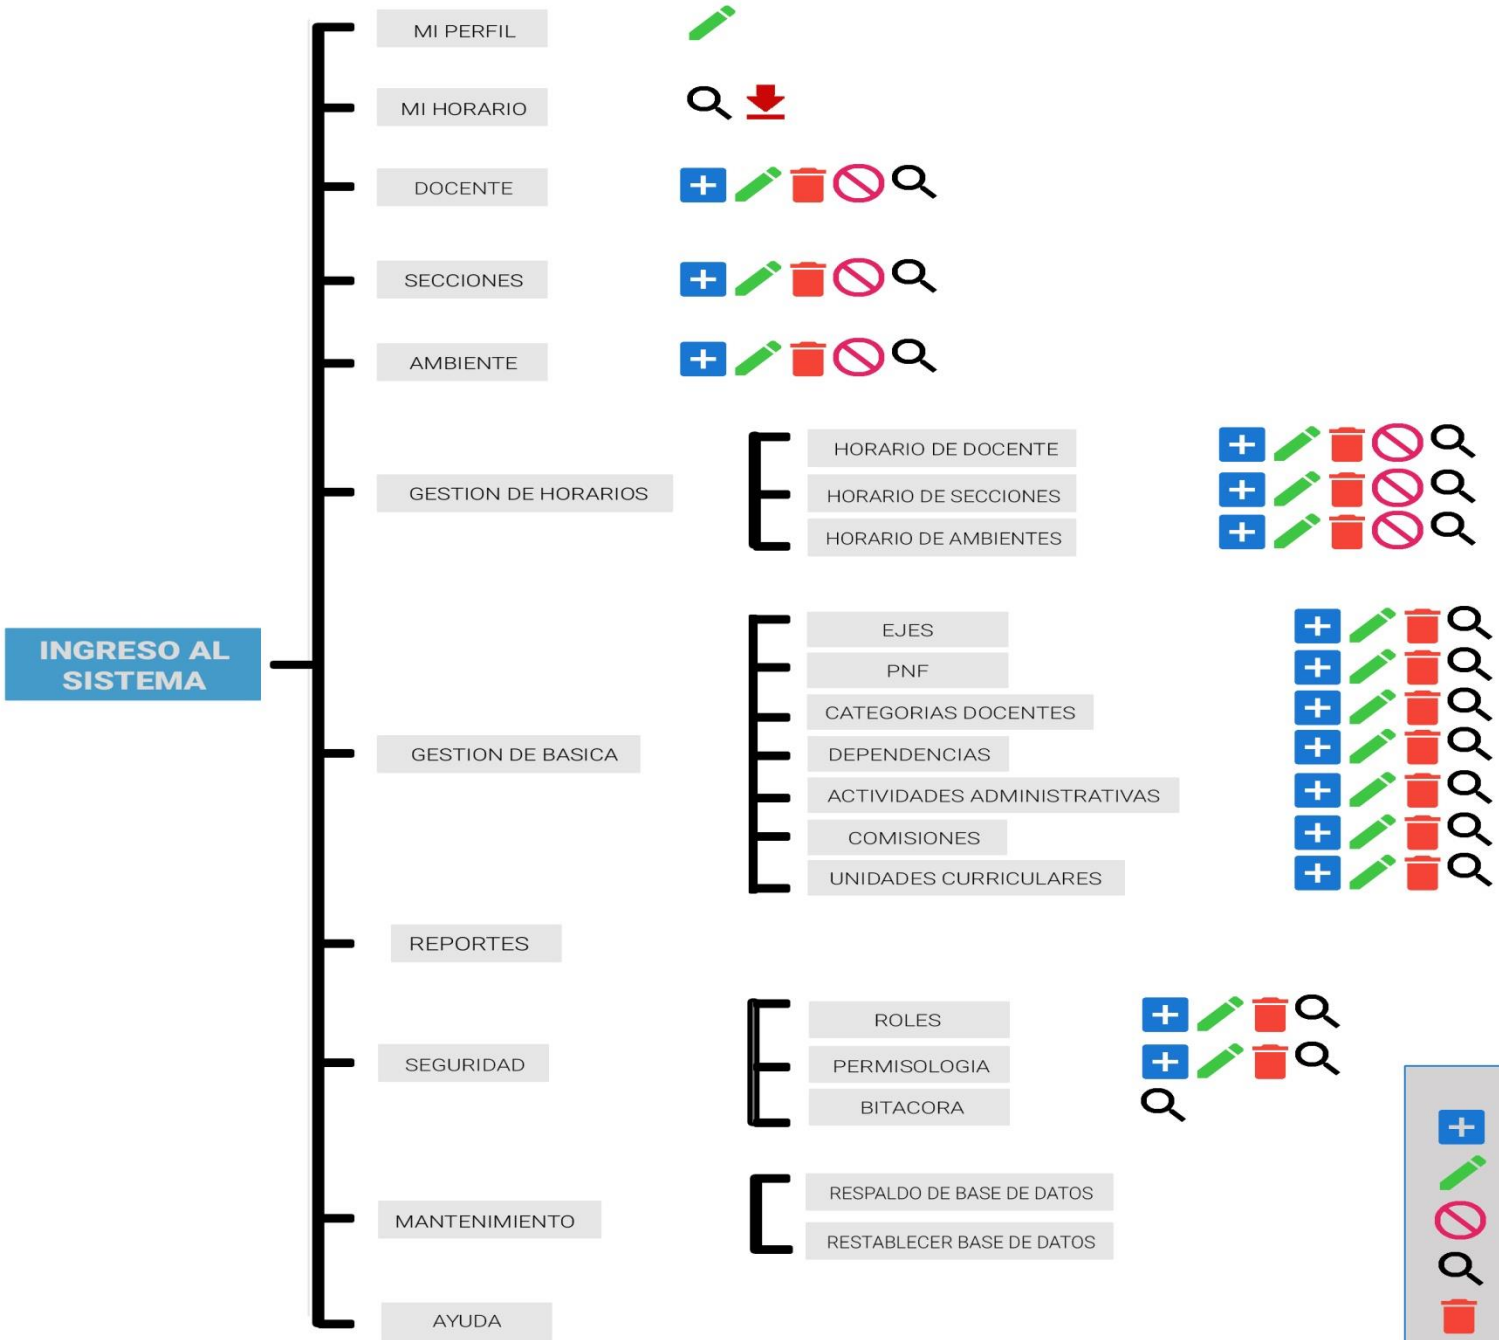 MI PERFIL
MI HORARIO
DOCENTE
SECCIONES
AMBIENTE
GESTION DE HORARIOS
HORARIO DE DOCENTE
HORARIO DE SECCIONES
HORARIO DE AMBIENTES
INGRESO AL
SISTEMA
GESTION DE BASICA
EJES
PNF
CATEGORIAS DOCENTES
DEPENDENCIAS
ACTIVIDADES ADMINISTRATIVAS
COMISIONES
UNIDADES CURRICULARES
REPORTES
SEGURIDAD
ROLES
PERMISOLOGIA
BITACORA
MANTENIMIENTO
RESPALDO DE BASE DE DATOS
RESTABLECER BASE DE DATOS
AYUDA